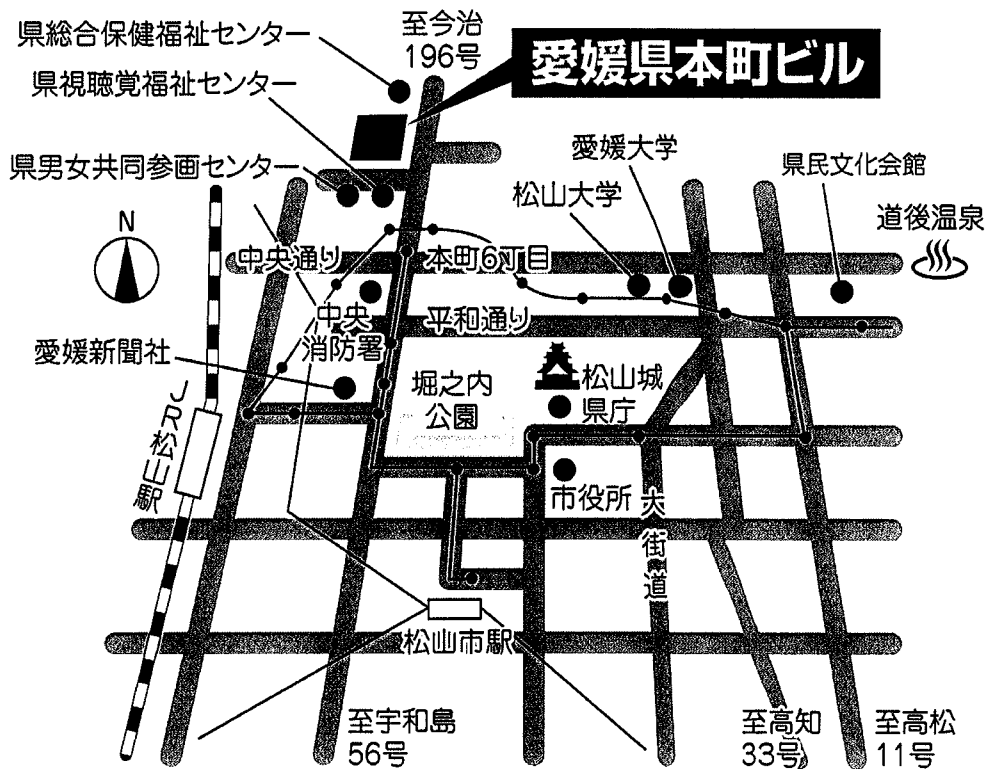 県総合保健福祉センター
至今治
196号
愛媛県本町ビル
県視聴覚福祉センター
県男女共同参画センター
愛媛大学
松山大学
県民文化会館
道後温泉
N
中央通り
本町6丁目
中央
消防署
平和通り
愛媛新聞社
堀之内
公園
松山城
県庁
JR松山駅
市役所
大街道
松山市駅
至宇和島
56号
至高知
33号
至高松
11号